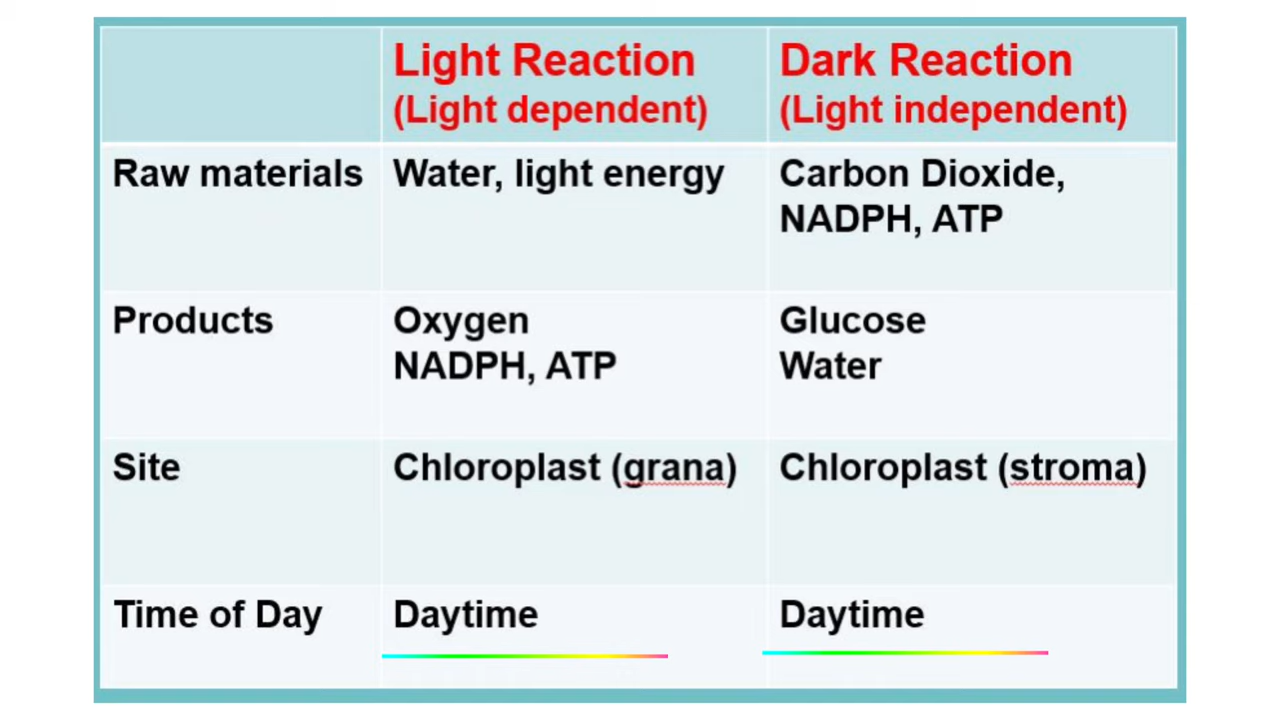 Light Reaction
(Light dependent)
Dark Reaction
(Light independent)
Raw materials
Water, light energy
Carbon Dioxide,
NADPH, ATP
Products
Oxygen
NADPH, ATP
Glucose
Water
Site
Chloroplast (grana)
Chloroplast (stroma)
Time of Day
Daytime
Daytime